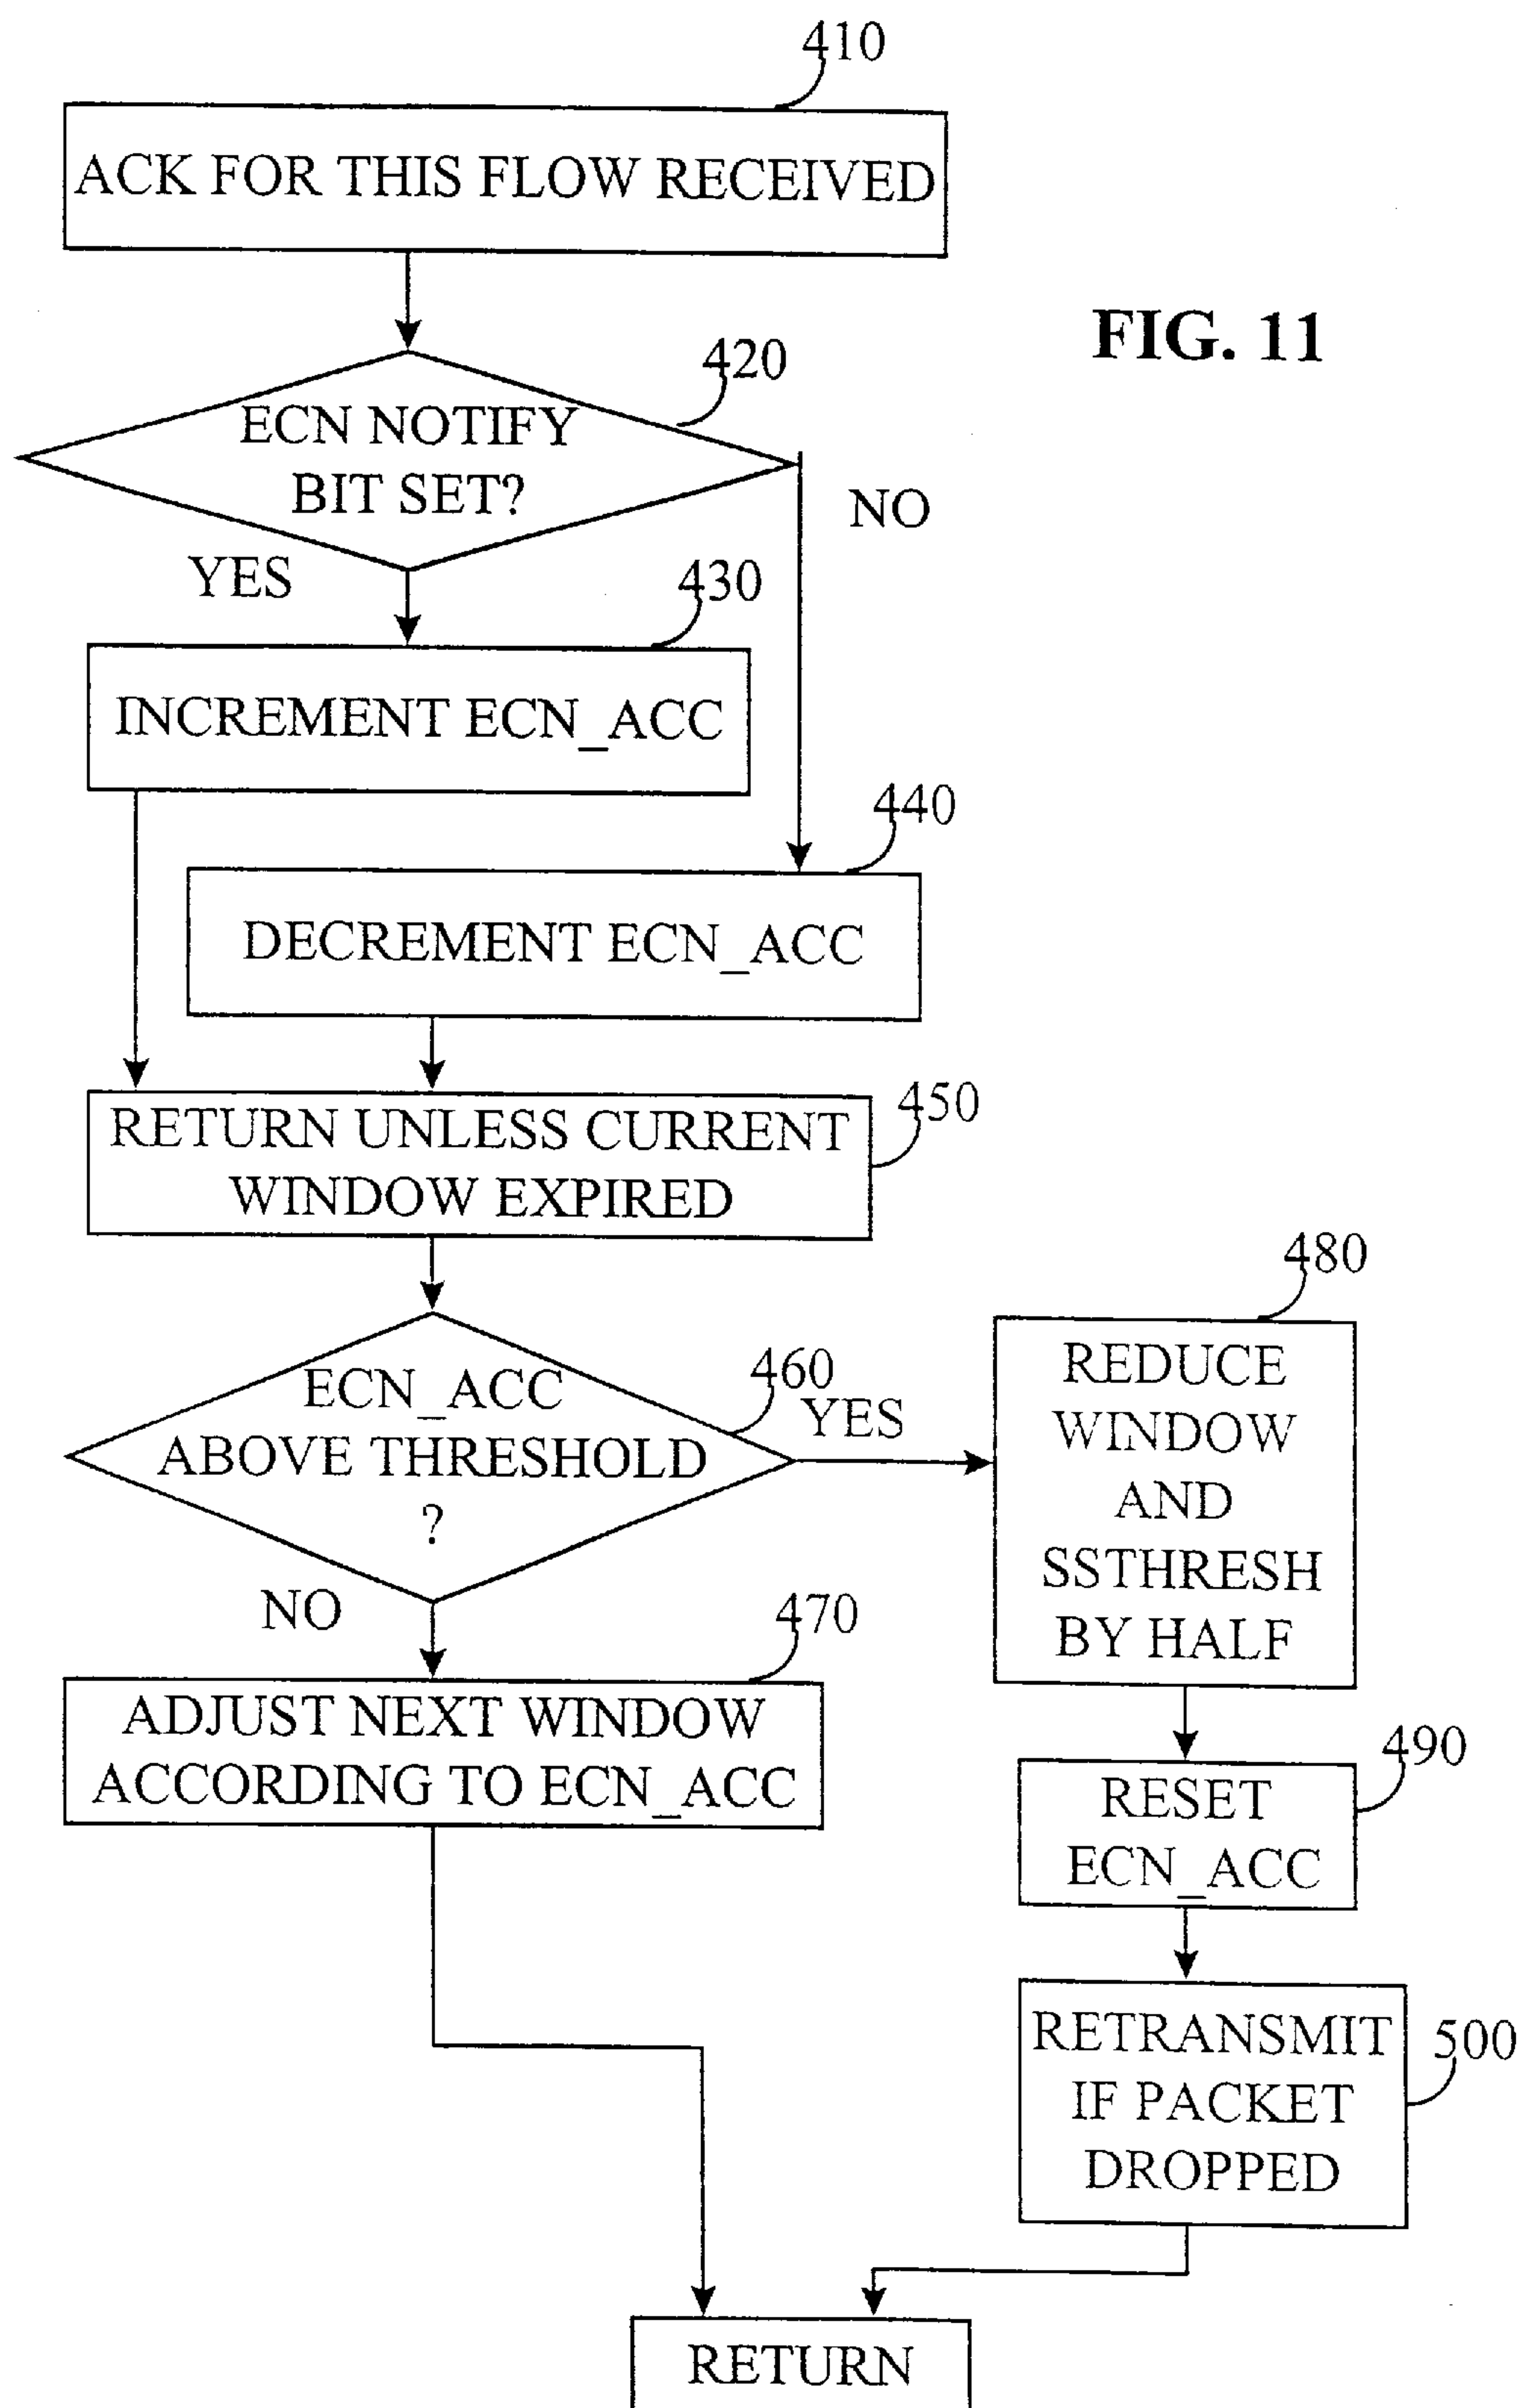 410
ACK FOR THIS FLOW RECEIVED
FIG. 11
420
ECN NOTIFY
BIT SET?
NO
YES
430
INCREMENT ECN_ACC
440
DECREMENT ECN_ACC
450
RETURN UNLESS CURRENT
WINDOW EXPIRED
460
ECN_ACC
ABOVE THRESHOLD
?
YES
NO
480
REDUCE
WINDOW
AND
SSTHRESH
BY HALF
470
ADJUST NEXT WINDOW
ACCORDING TO ECN_ACC
490
RESET
ECN_ACC
500
RETRANSMIT
IF PACKET
DROPPED
RETURN